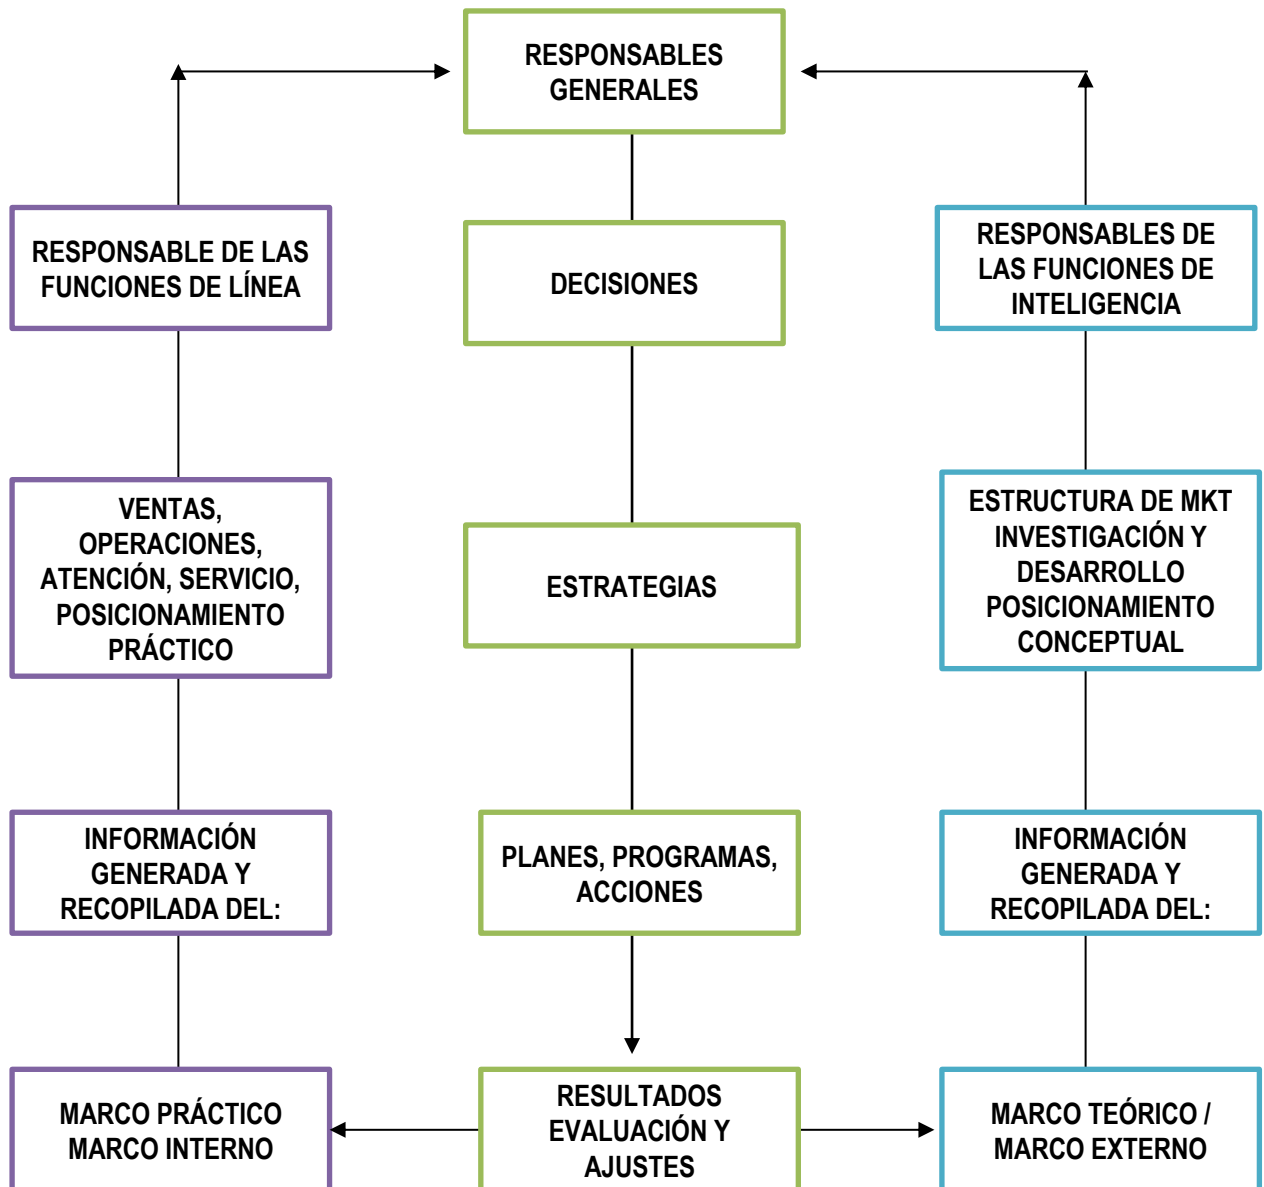 RESPONSABLES
GENERALES
RESPONSABLE DE LAS
FUNCIONES DE LÍNEA
DECISIONES
RESPONSABLES DE
LAS FUNCIONES DE
INTELIGENCIA
VENTAS,
OPERACIONES,
ATENCIÓN, SERVICIO,
POSICIONAMIENTO
PRÁCTICO
ESTRATEGIAS
ESTRUCTURA DE MKT
INVESTIGACIÓN Y
DESARROLLO
POSICIONAMIENTO
CONCEPTUAL
INFORMACIÓN
GENERADA Y
RECOPILADA DEL:
PLANES, PROGRAMAS,
ACCIONES
INFORMACIÓN
GENERADA Y
RECOPILADA DEL:
MARCO PRÁCTICO
MARCO INTERNO
RESULTADOS
EVALUACIÓN Y
AJUSTES
MARCO TEÓRICO /
MARCO EXTERNO